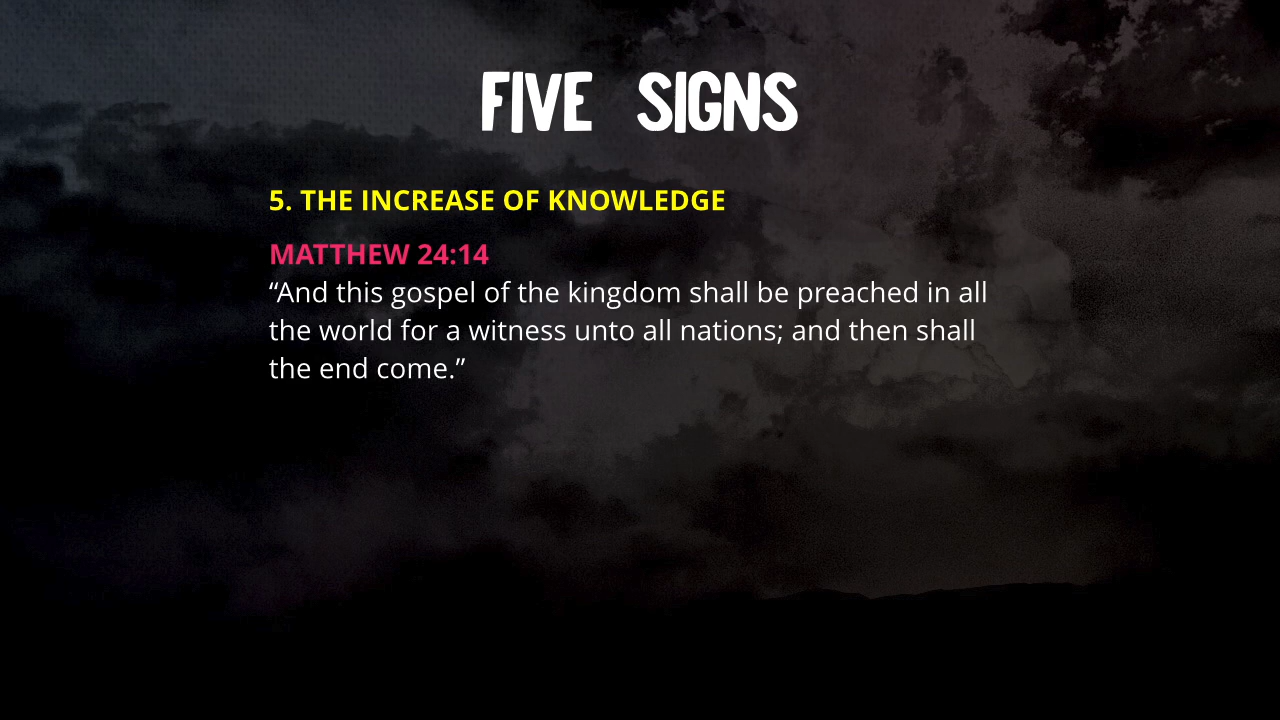 FIVE SIGNS
5. THE INCREASE OF KNOWLEDGE
MATTHEW 24:14
“And this gospel of the kingdom shall be preached in all
the world for a witness unto all nations; and then shall
the end come.”